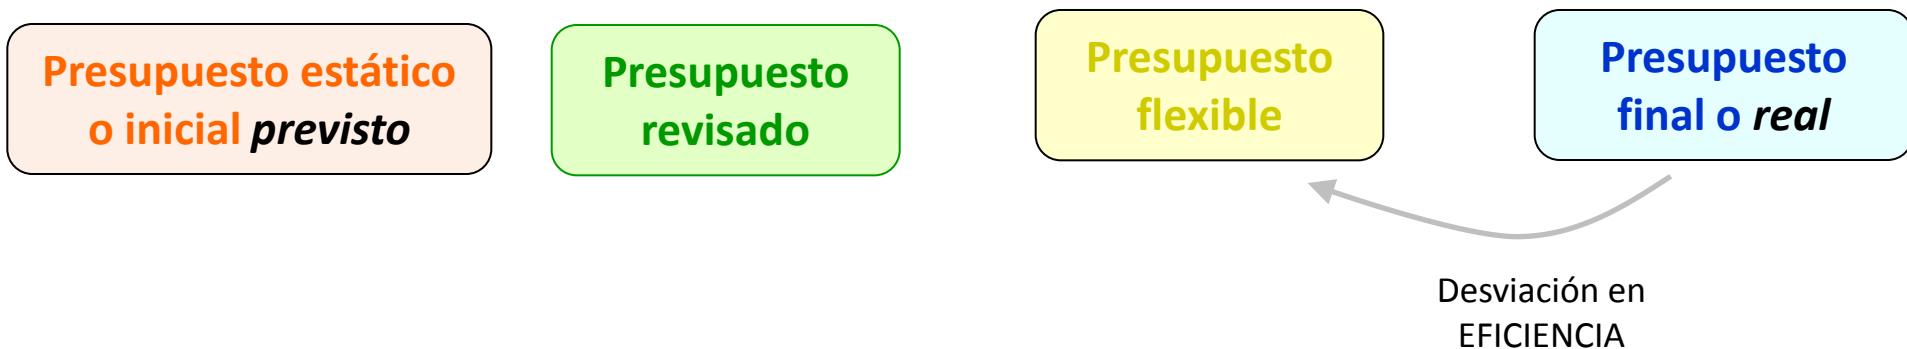 Presupuesto estático
o inicial previsto
Presupuesto
revisado
Presupuesto
flexible
Presupuesto
final o real
Desviación en
EFICIENCIA